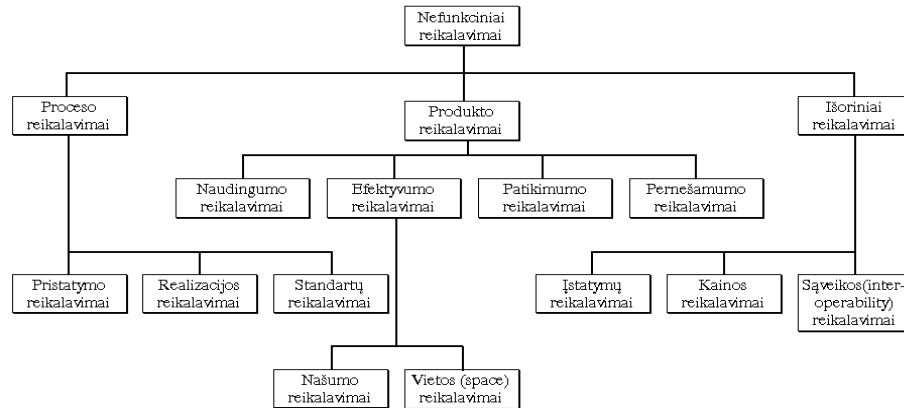 Nefunkciniai
reikalavimai
Proceso
reikalavimai
Produkto
reikalavimai
Išoriniai
reikalavimai
Naudingumo
reikalavimai
Efektyvumo
reikalavimai
Patikimumo
reikalavimai
Pernešamumo
reikalavimai
Pristatymo
reikalavimai
Realizacijos
reikalavimai
Standartų
reikalavimai
Įstatymų
reikalavimai
Kainos
reikalavimai
Sąveikos(inter-
operability)
reikalavimai
Našumo
reikalavimai
Vietos (space)
reikalavimai